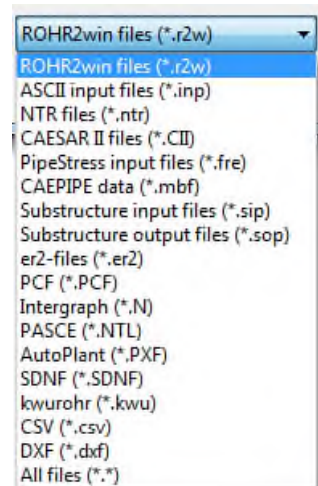 ROHR2win files (*.r2w)
ROHR2win files (*.r2w)
ASCII input files (*.inp)
NTR files (*.ntr)
CAESAR II files (*.CII)
PipeStress input files (*.fre)
CAEPIPE data (*.mbf)
Substructure input files (*.sip)
Substructure output files (*.sop)
er2-files (*.er2)
PCF (*.PCF)
Intergraph (*.N)
PASCE (*.NTL)
AutoPlant (*.PXF)
SDNF (*.SDNF)
kwurohr (*.kwu)
CSV (*.csv)
DXF (*.dxf)
All files (*.*)